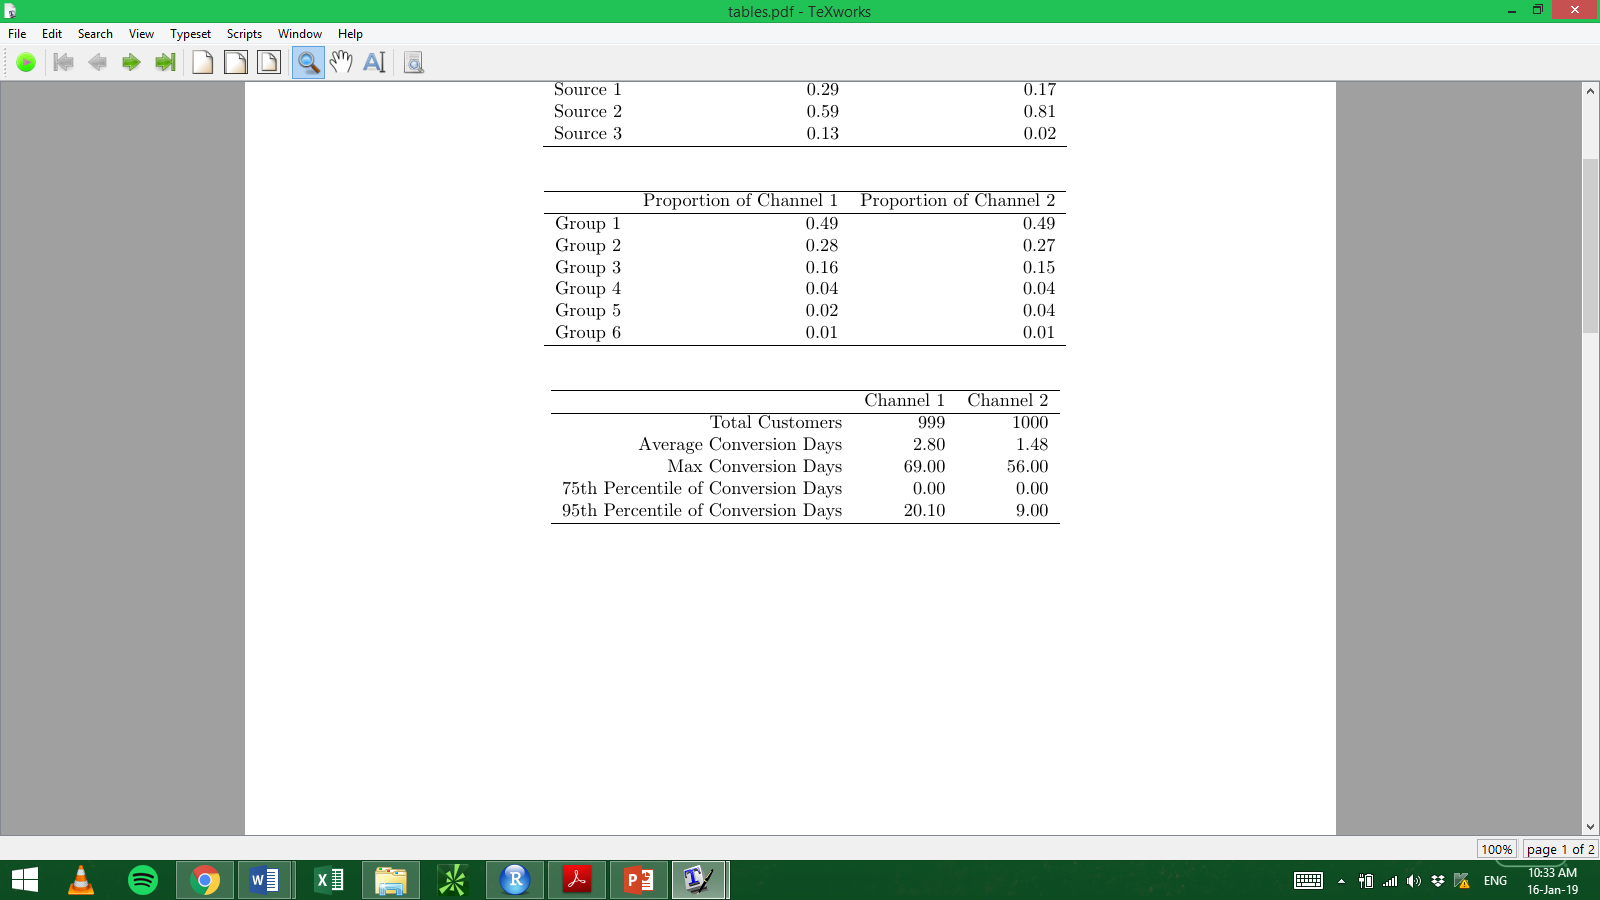 tables.pdf - TeXworks
File Edit Search View Typeset Scripts Window Help
Source 1 0.29 0.17
Source 2 0.59 0.81
Source 3 0.13 0.02
Proportion of Channel 1 Proportion of Channel 2
Group 1 0.49 0.49
Group 2 0.28 0.27
Group 3 0.16 0.15
Group 4 0.04 0.04
Group 5 0.02 0.04
Group 6 0.01 0.01
Channel 1 Channel 2
Total Customers 999 1000
Average Conversion Days 2.80 1.48
Max Conversion Days 69.00 56.00
75th Percentile of Conversion Days 0.00 0.00
95th Percentile of Conversion Days 20.10 9.00
100% page 1 of 2
ENG 10:33 AM
16-Jan-19